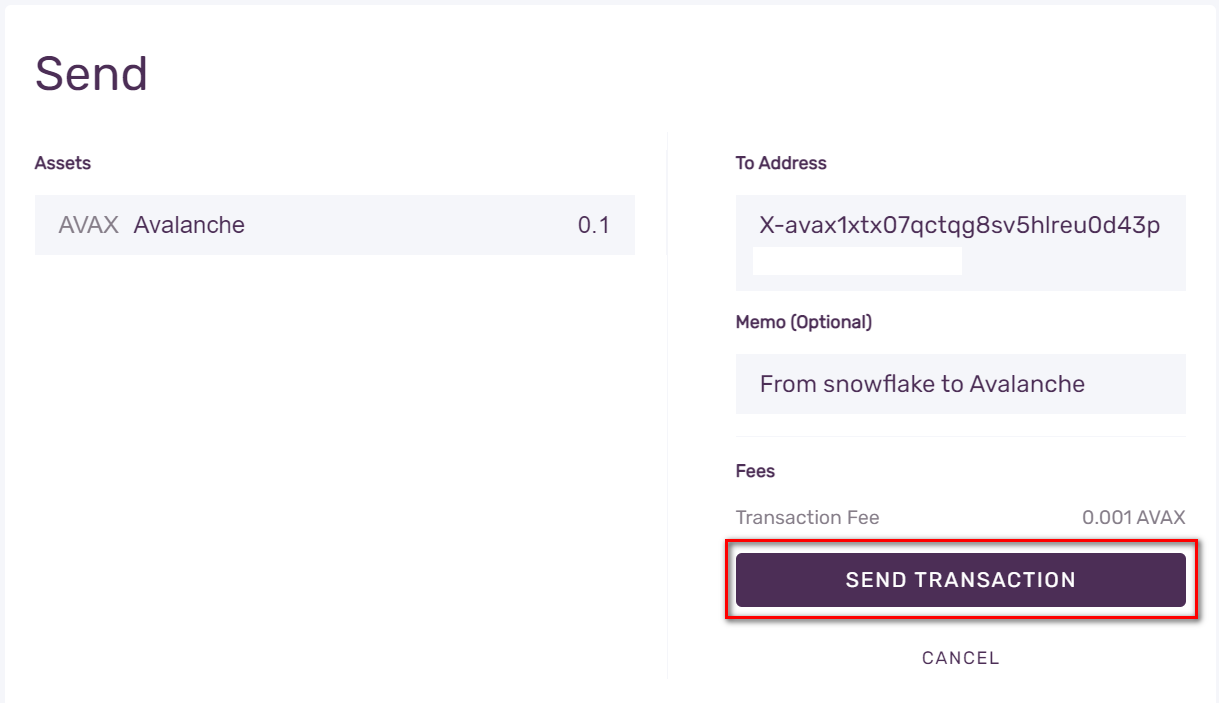 Send
Assets
AVAX Avalanche 0.1
To Address
X-avax1xtx07qctqg8sv5hlreu0d43p
Memo (Optional)
From snowflake to Avalanche
Fees
Transaction Fee 0.001 AVAX
SEND TRANSACTION
CANCEL